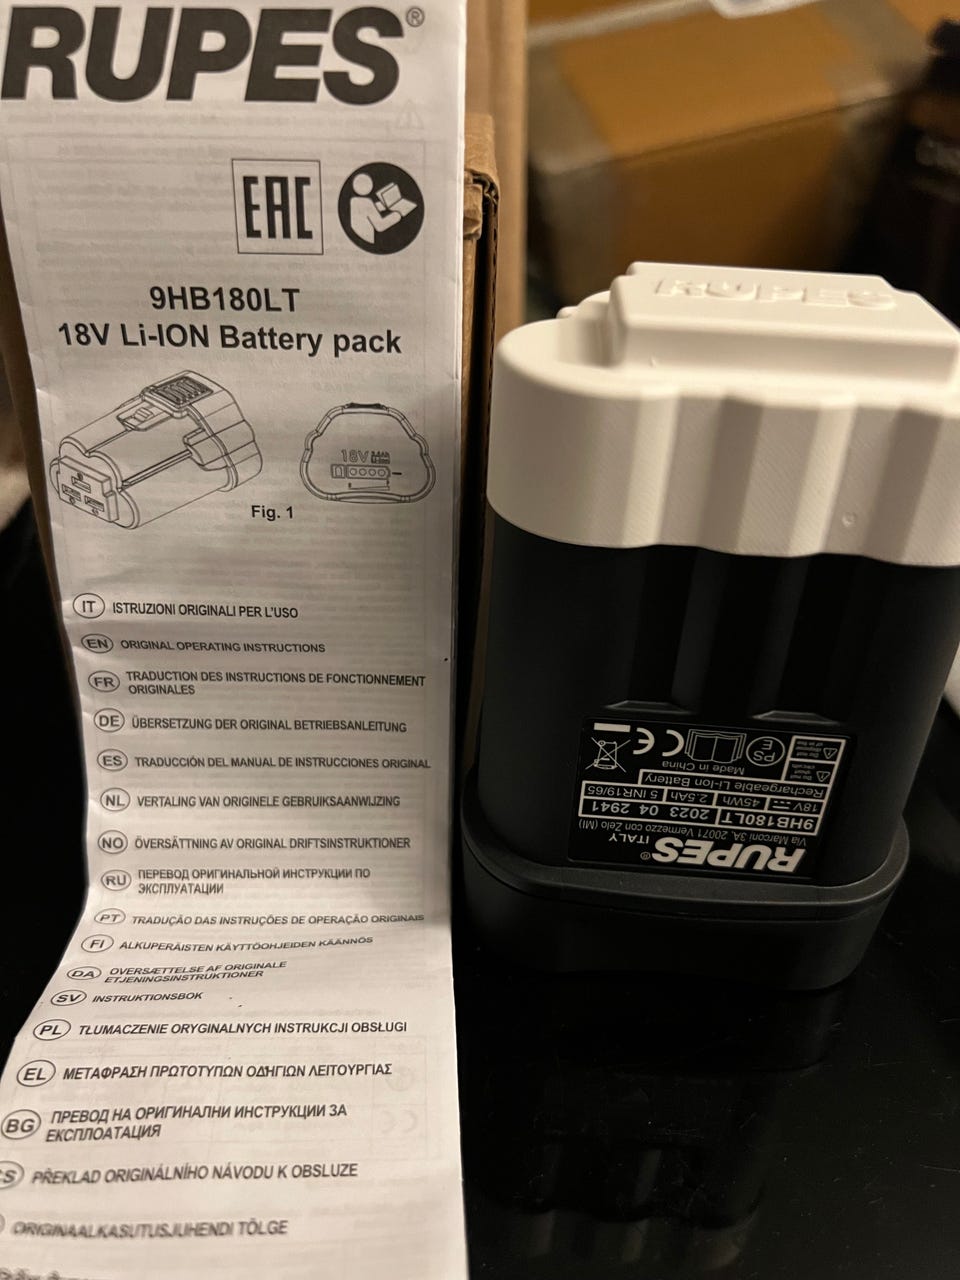 RUPES®
EAC
9HB180LT
18V Li-ION Battery pack
18V
Fig. 1
IT ISTRUZIONI ORIGINALI PER L'USO
EN ORIGINAL OPERATING INSTRUCTIONS
FR TRADUCTION DES INSTRUCTIONS DE FONCTIONNEMENT
ORIGINALES
DE ÜBERSETZUNG DER ORIGINAL BETRIEBSANLEITUNG
ES TRADUCCIÓN DEL MANUAL DE INSTRUCCIONES ORIGINAL
NL VERTALING VAN ORIGINELE GEBRUIKSAANWIJZING
NO ÖVERSÄTTNING AV ORIGINAL DRIFTSINSTRUKTIONER
RU ПЕРЕВОД ОРИГИНАЛЬНОЙ ИНСТРУКЦИИ ПО
ЭКСПЛУАТАЦИИ
PT TRADUÇÃO DAS INSTRUÇÕES DE OPERAÇÃO ORIGINAIS
FI ALKUPERÄISTEN KÄYTTÖOHJEIDEN KÄÄNNÖS
DA OVERSÆTTELSE AF ORIGINALE
ETJENINGSINSTRUKTIONER
SV INSTRUKTIONSBOK
PL TŁUMACZENIE ORYGINALNYCH INSTRUKCJI OBSŁUGI
EL ΜΕΤΑΦΡΑΣΗ ΠΡΩΤΟΤΥΠΩΝ ΟΔΗΓΙΩΝ ΛΕΙΤΟΥΡΓΙΑΣ
BG ПРЕВОД НА ОРИГИНАЛНИ ИНСТРУКЦИИ ЗА
ЕКСПЛОАТАЦИЯ
CS PŘEKLAD ORIGINÁLNÍHO NÁVODU K OBSLUZE
ORIGINAALKASUTUSJUHENDI TÕLGE
RUPES
RUPES® ITALY
Via Marconi 3A, 20071 Vermezzo con Zelo (MI)
9HB180LT 2023 04 2941
18V 45Wh 2.5Ah 5 INR19/65
Rechargeable Li-Ion Battery
Made in China
PS E CE